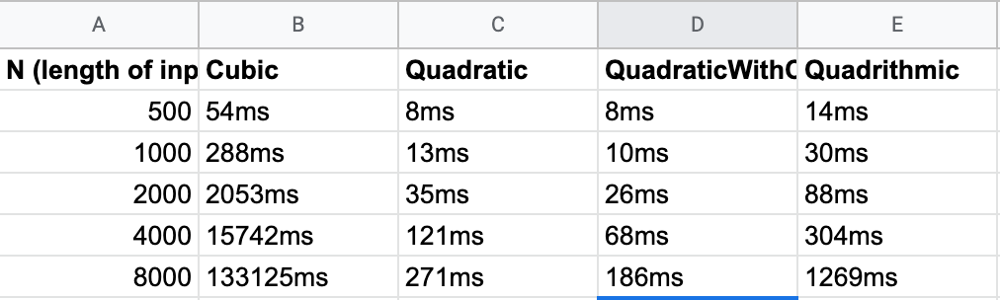 A B C D E
N (length of inp Cubic Quadratic QuadraticWithC Quadrithmic
500 54ms 8ms 8ms 14ms
1000 288ms 13ms 10ms 30ms
2000 2053ms 35ms 26ms 88ms
4000 15742ms 121ms 68ms 304ms
8000 133125ms 271ms 186ms 1269ms